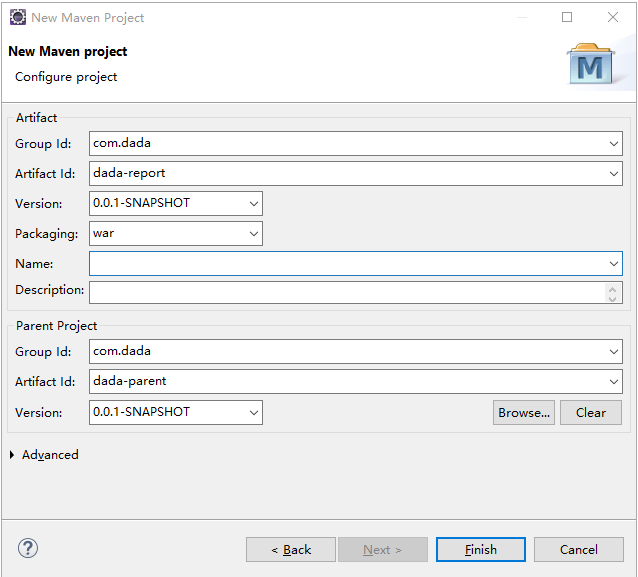 New Maven Project
New Maven project
Configure project
M
Artifact
Group Id: com.dada
Artifact Id: dada-report
Version: 0.0.1-SNAPSHOT
Packaging: war
Name:
Description:
Parent Project
Group Id: com.dada
Artifact Id: dada-parent
Version: 0.0.1-SNAPSHOT Browse... Clear
Advanced
? < Back Next > Finish Cancel